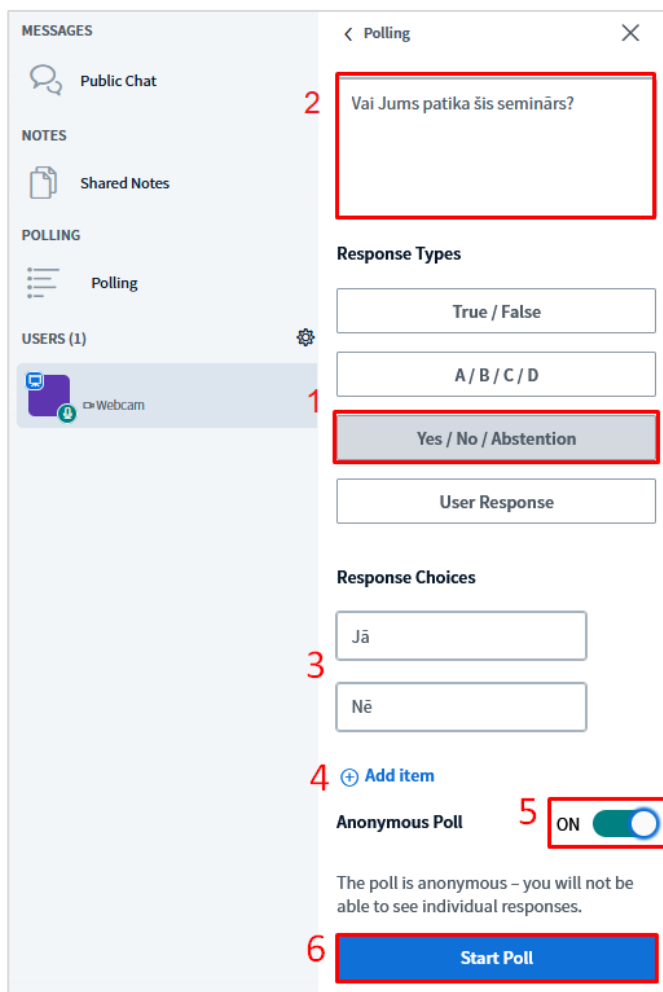 MESSAGES
Public Chat
NOTES
Shared Notes
POLLING
Polling
USERS (1)
Webcam
Polling
2
Vai Jums patika šis seminārs?
Response Types
True / False
A / B / C / D
1
Yes / No / Abstention
User Response
Response Choices
Jā
3
Nē
4
Add item
Anonymous Poll
5
ON
The poll is anonymous – you will not be
able to see individual responses.
6
Start Poll